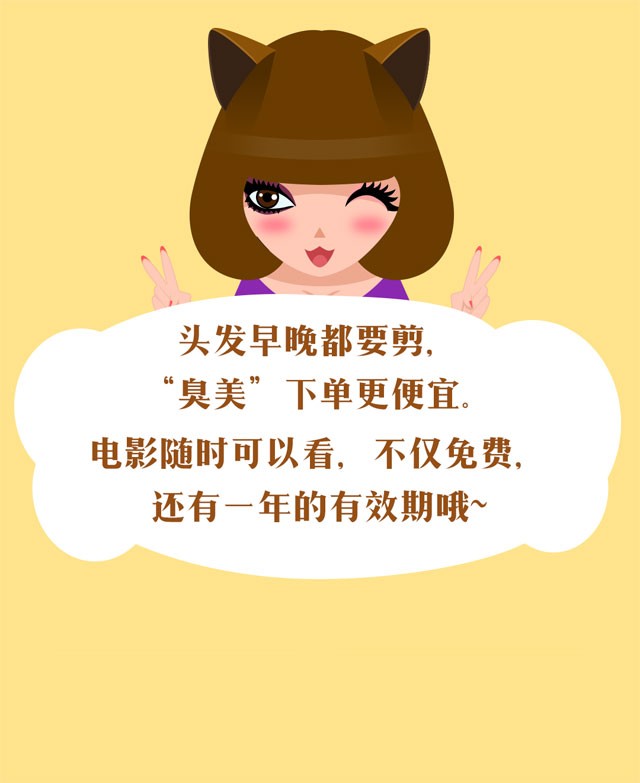 头发早晚都要剪，
“臭美”下单更便宜。
电影随时可以看，不仅免费，
还有一年的有效期哦~